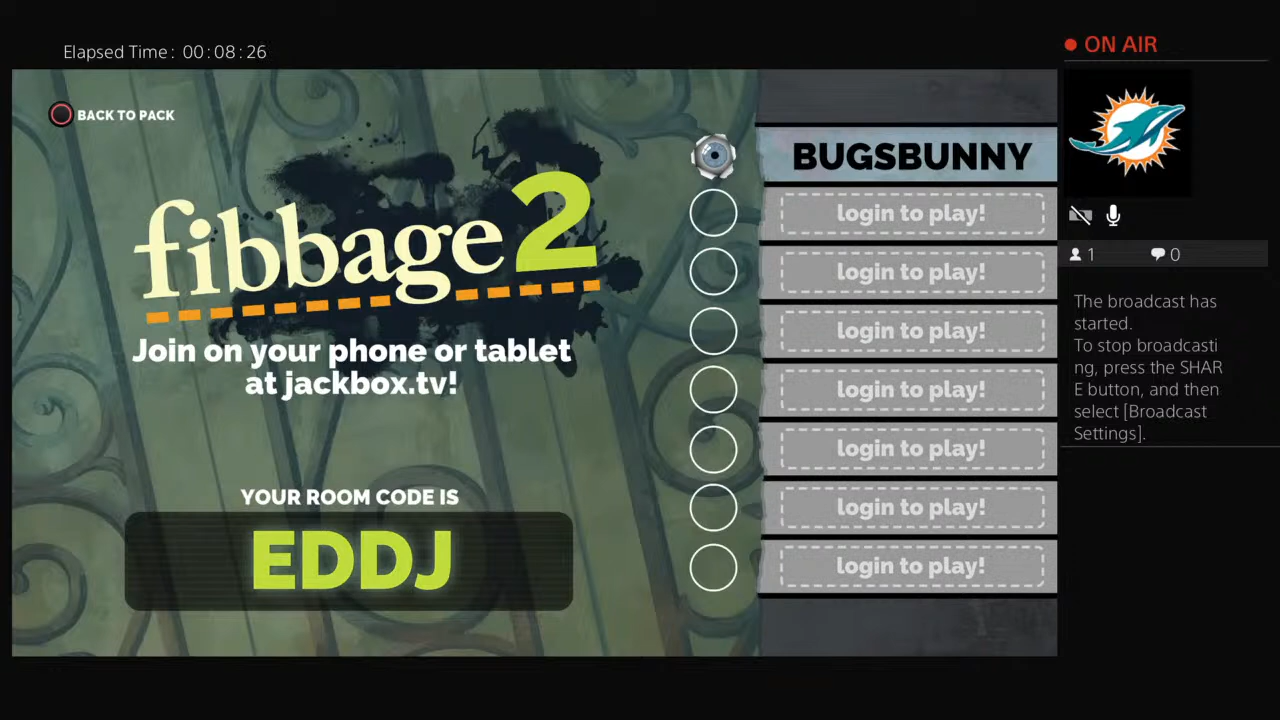 Elapsed Time: 00:08:26
ON AIR
BACK TO PACK
fibbage 2
Join on your phone or tablet
at jackbox.tv!
YOUR ROOM CODE IS
EDDJ
BUGSBUNNY
login to play!
login to play!
login to play!
login to play!
login to play!
login to play!
login to play!
1
0
The broadcast has
started.
To stop broadcasti
ng, press the SHAR
E button, and then
select [Broadcast
Settings].